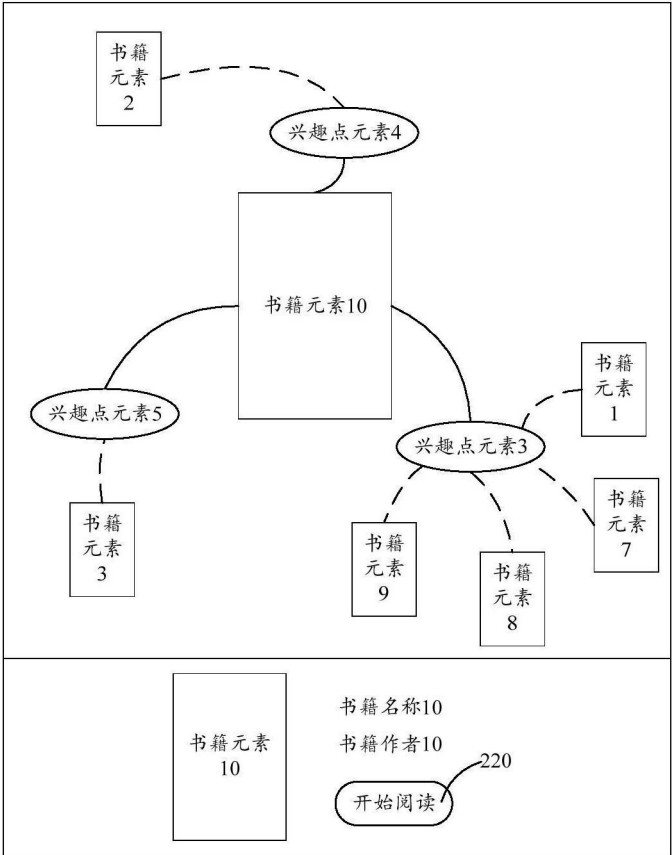 书籍
元素
2
兴趣点元素4
书籍元素10
书籍
元素
1
兴趣点元素5
兴趣点元素3
书籍
元素
3
书籍
元素
7
书籍
元素
9
书籍
元素
8
书籍元素
10
书籍名称10
书籍作者10
220
开始阅读